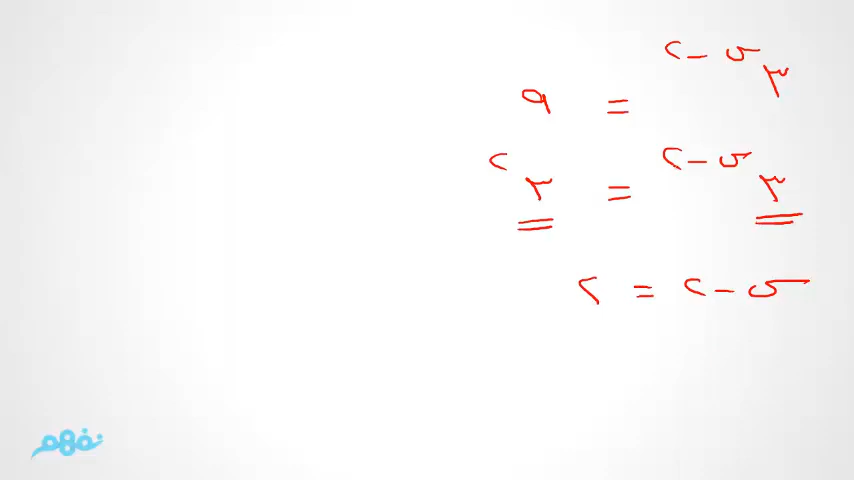 ٣^(س - ٢) = ٩
٣^(س - ٢) = ٣^٢
س - ٢ = ٢
نفهم